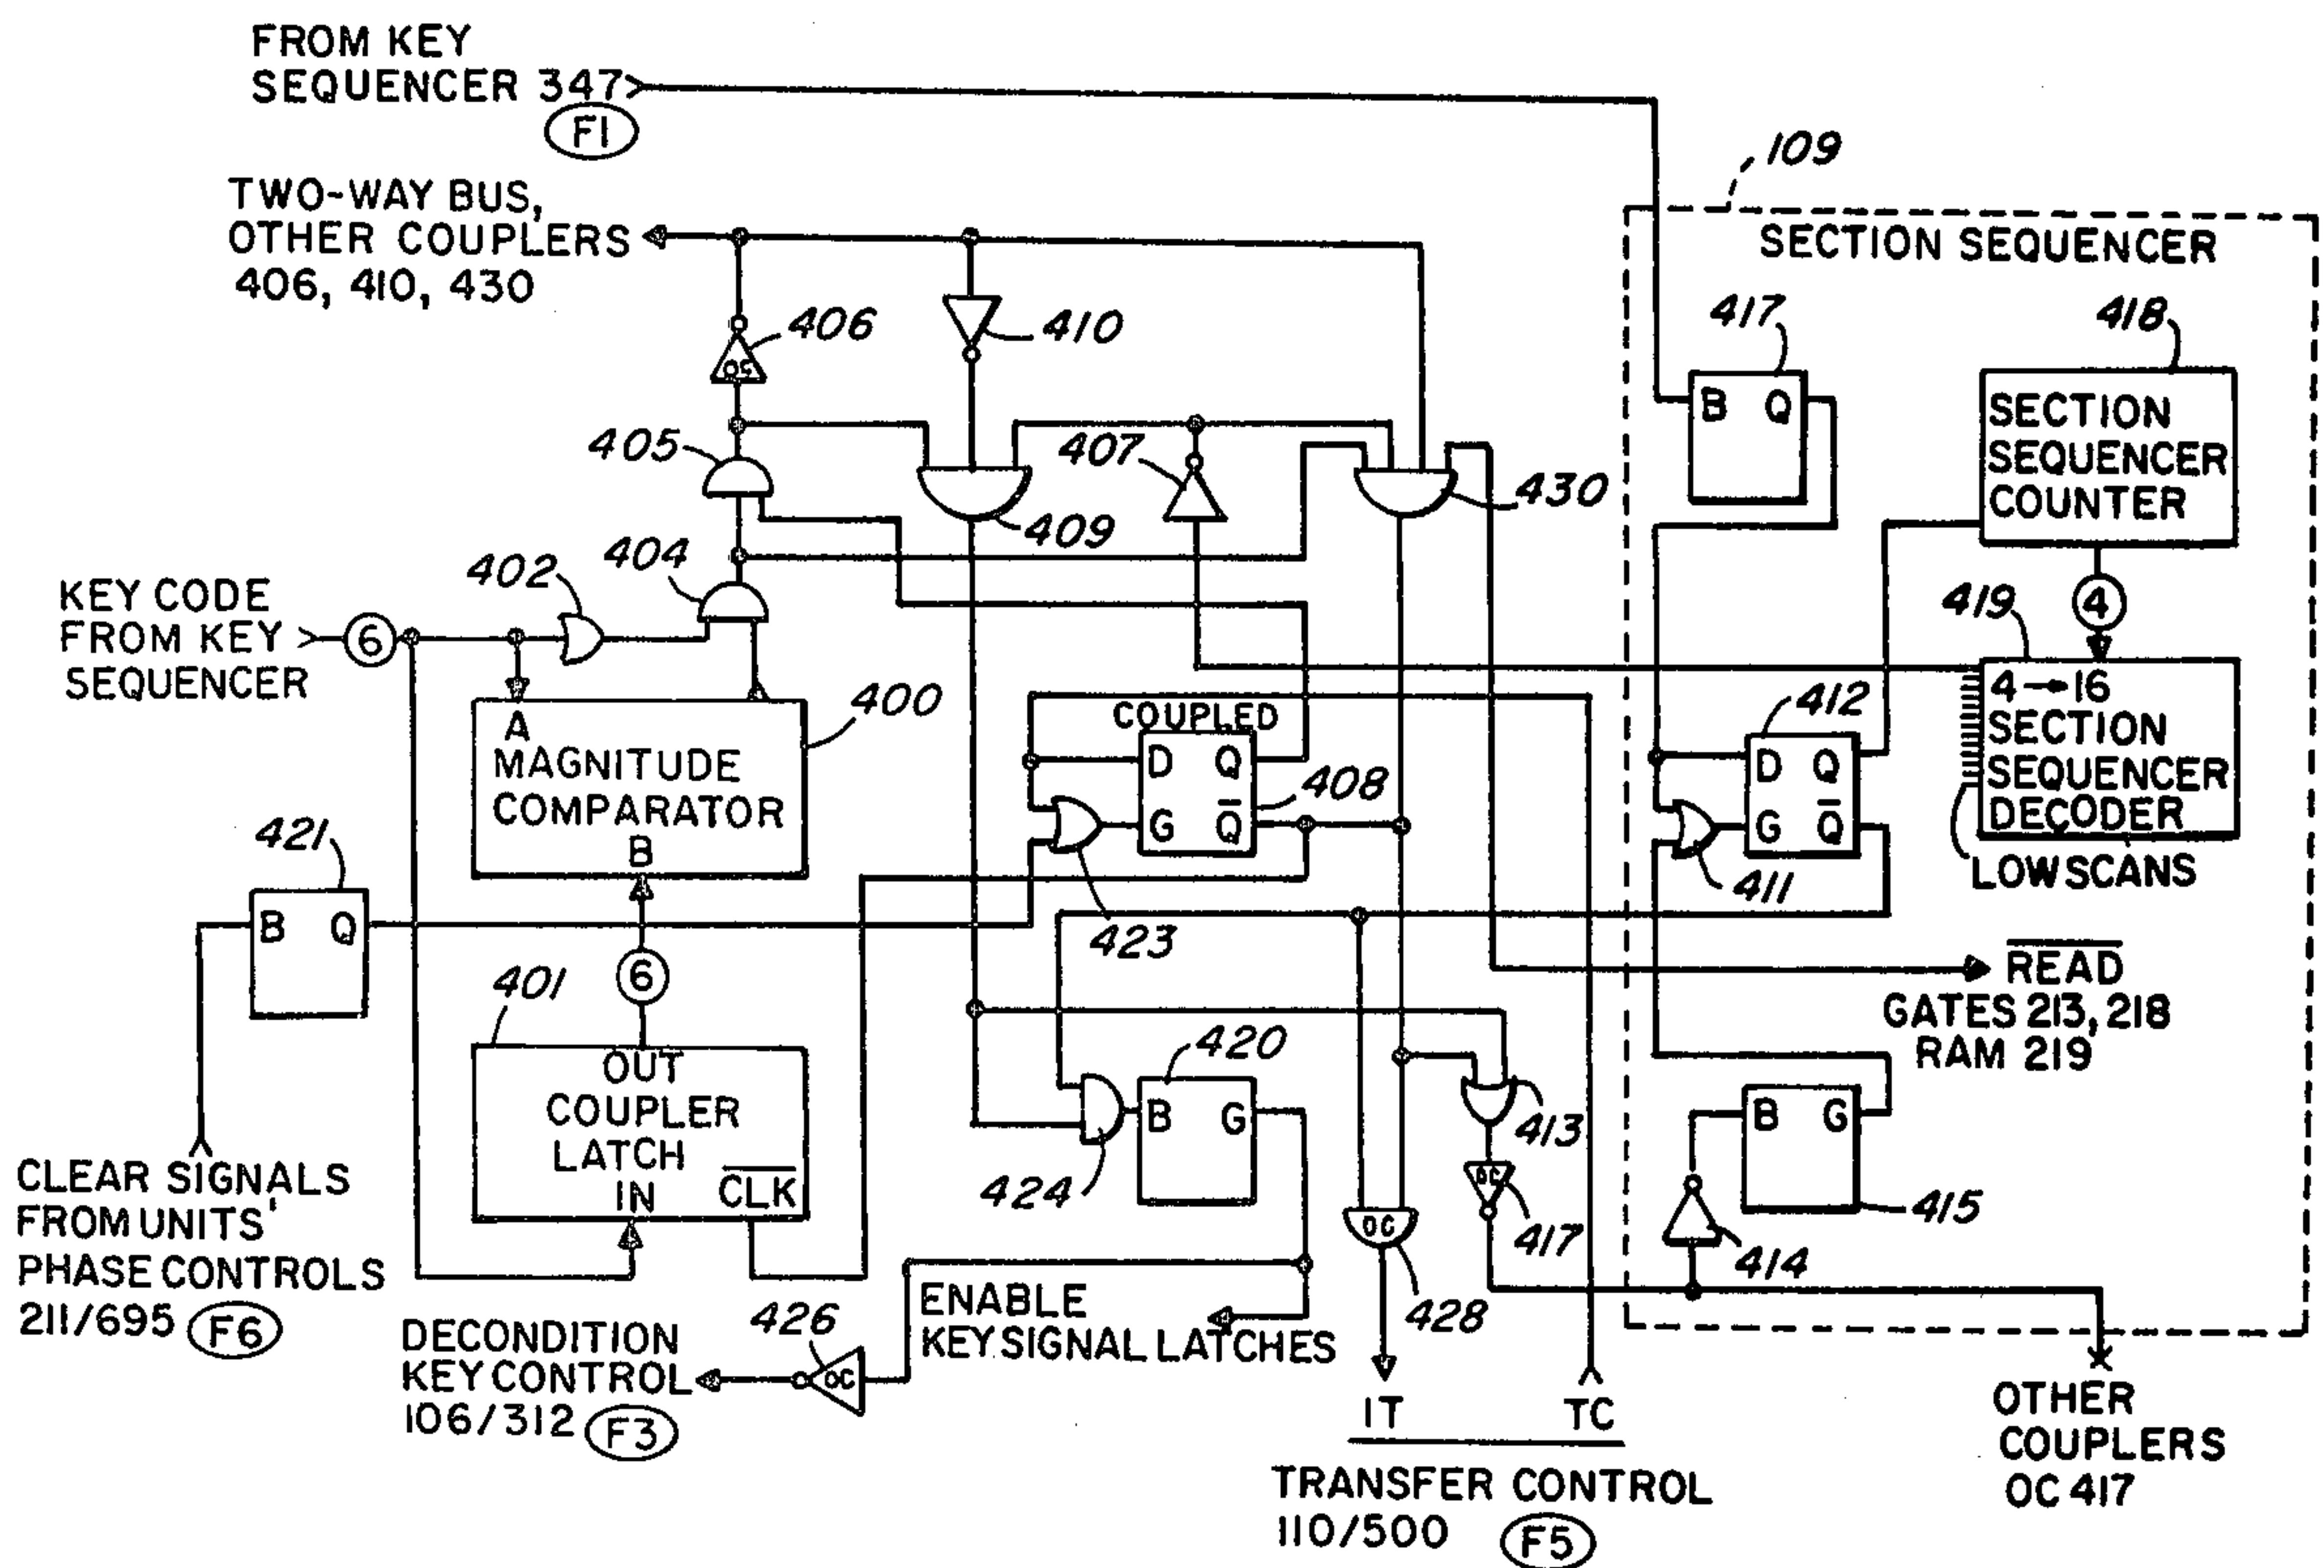 FROM KEY
SEQUENCER 347
F1
TWO-WAY BUS,
OTHER COUPLERS
406, 410, 430
109
SECTION SEQUENCER
406
OC
410
417
B Q
418
SECTION
SEQUENCER
COUNTER
405
407
430
409
402
404
KEY CODE
FROM KEY
SEQUENCER
6
4
419
4→16
SECTION
SEQUENCER
DECODER
LOW SCANS
400
A
MAGNITUDE
COMPARATOR
B
COUPLED
D Q
G Q̅
408
412
D Q
G Q̅
411
421
B Q
423
6
401
OUT
COUPLER
LATCH
IN
C̅L̅K̅
R̅E̅A̅D̅
GATES 213, 218
RAM 219
420
B G
424
413
OC
417
B G
415
414
OC
428
CLEAR SIGNALS
FROM UNITS'
PHASE CONTROLS
211/695 F6
ENABLE
KEY SIGNAL LATCHES
426
OC
DECONDITION
KEY CONTROL
106/312 F3
IT TC
TRANSFER CONTROL
110/500 F5
OTHER
COUPLERS
OC 417